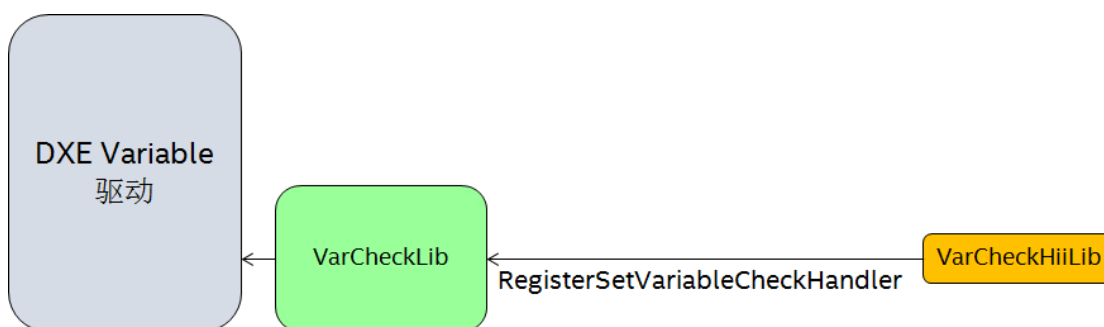 DXE Variable
驱动
VarCheckLib
RegisterSetVariableCheckHandler
VarCheckHiiLib